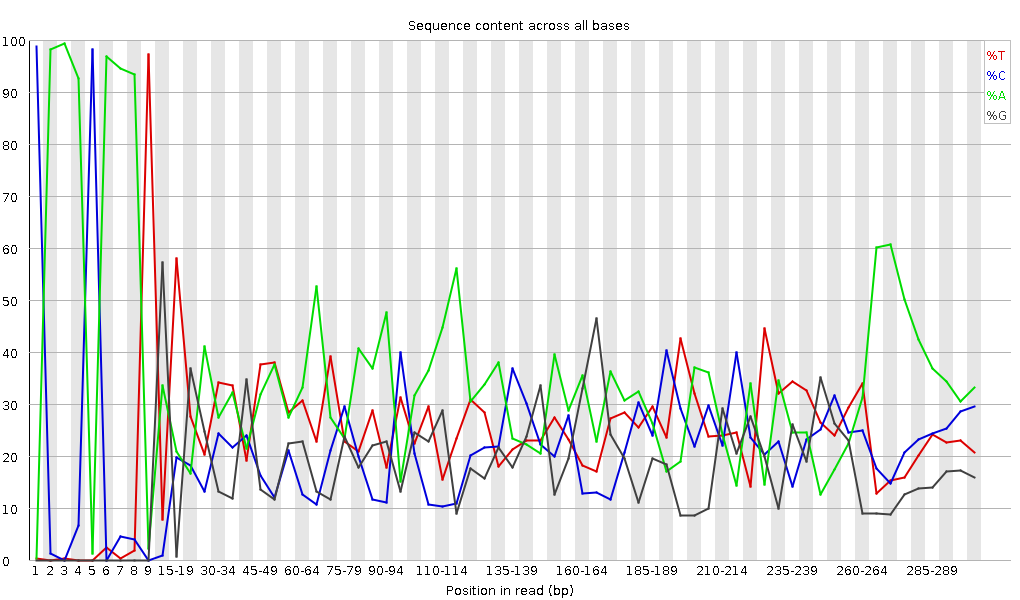 Sequence content across all bases
100
90
80
70
60
50
40
30
20
10
0
%T
%C
%A
%G
1 2 3 4 5 6 7 8 9 15-19 30-34 45-49 60-64 75-79 90-94 110-114 135-139 160-164 185-189 210-214 235-239 260-264 285-289
Position in read (bp)